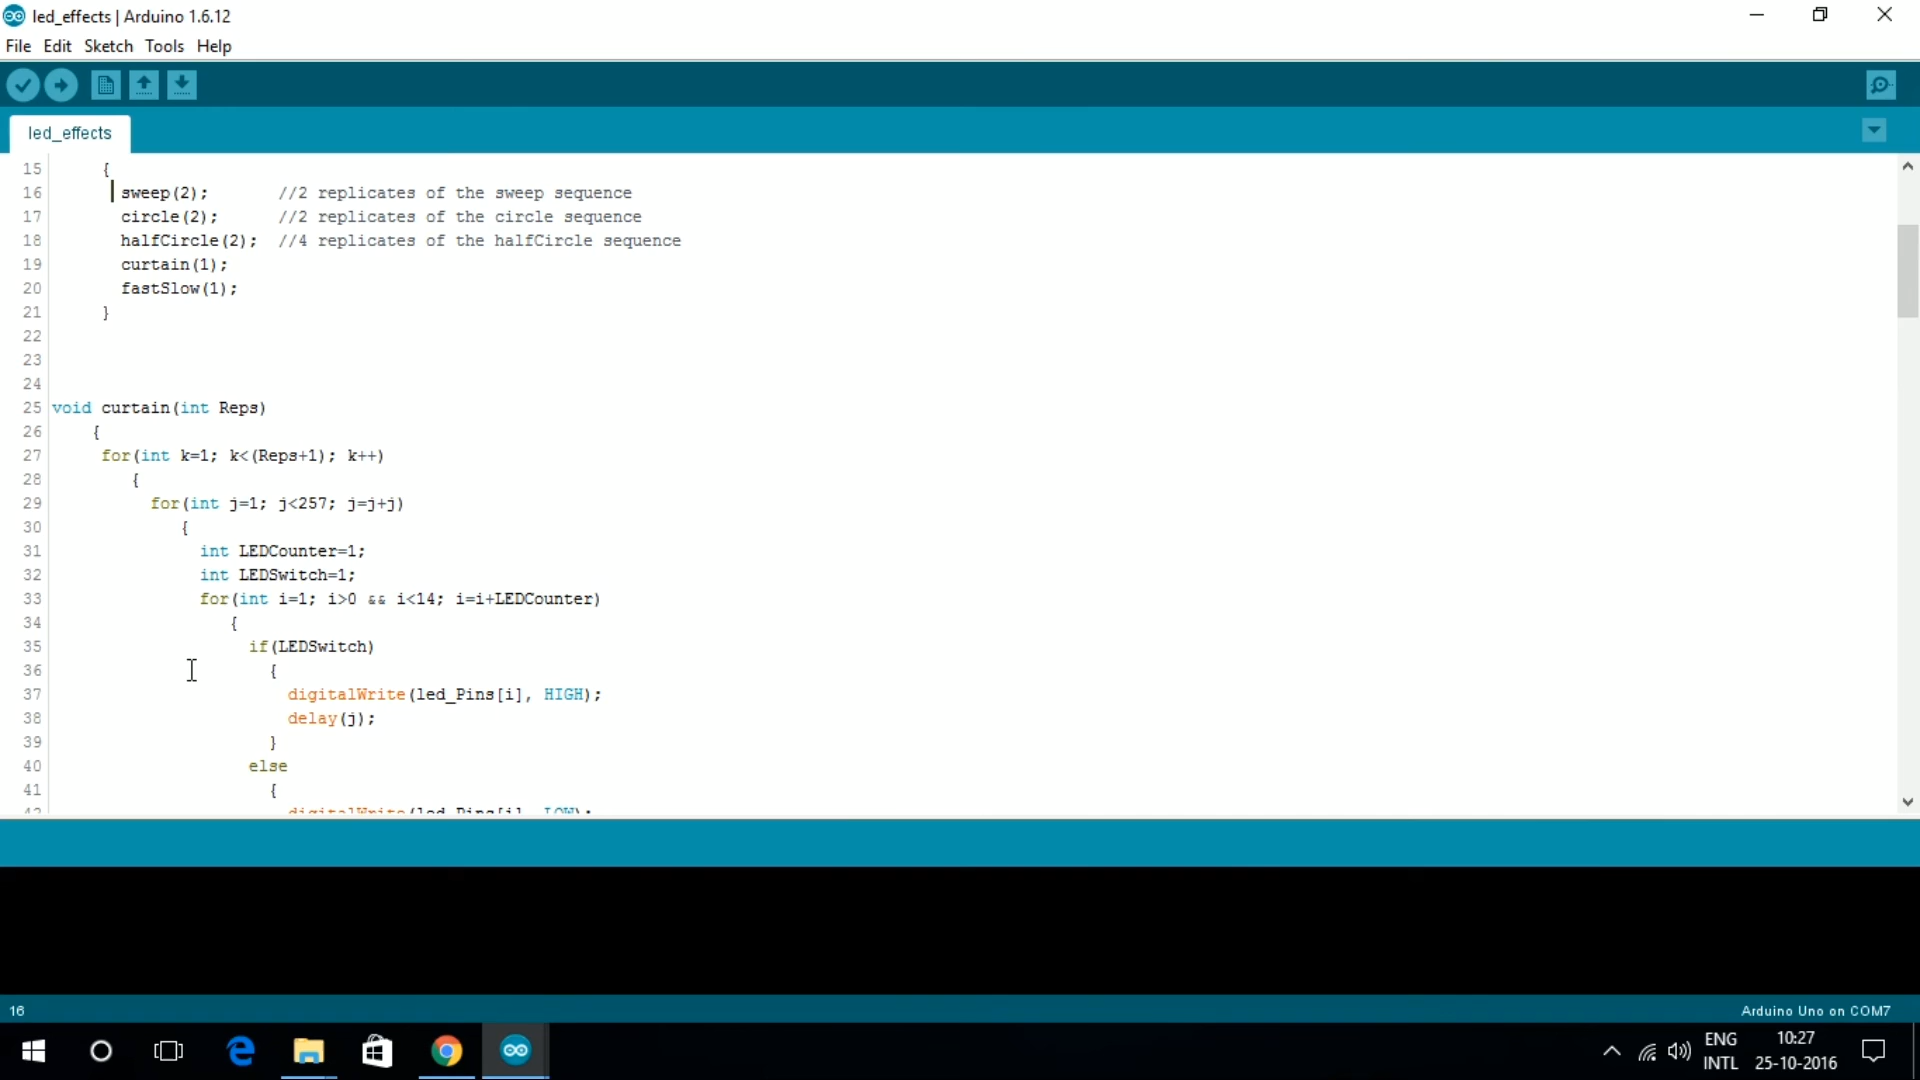 led_effects | Arduino 1.6.12
File Edit Sketch Tools Help
led_effects
15 {
16 sweep(2); //2 replicates of the sweep sequence
17 circle(2); //2 replicates of the circle sequence
18 halfCircle(2); //4 replicates of the halfCircle sequence
19 curtain(1);
20 fastSlow(1);
21 }
22
23
24
25 void curtain(int Reps)
26 {
27 for(int k=1; k<(Reps+1); k++)
28 {
29 for(int j=1; j<257; j=j+j)
30 {
31 int LEDCounter=1;
32 int LEDSwitch=1;
33 for(int i=1; i>0 && i<14; i=i+LEDCounter)
34 {
35 if(LEDSwitch)
36 {
37 digitalWrite(led_Pins[i], HIGH);
38 delay(j);
39 }
40 else
41 {
42 digitalWrite(led_Pins[i], LOW);
16
Arduino Uno on COM7
ENG 10:27
INTL 25-10-2016